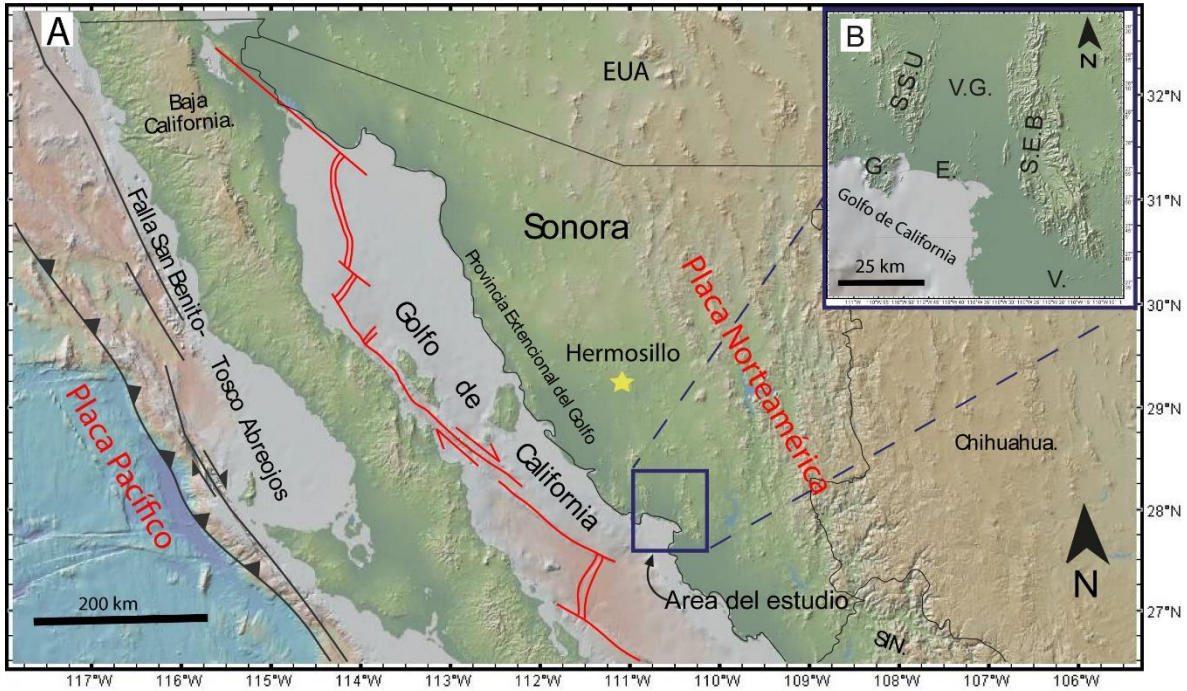 A
EUA
Baja
California.
Falla San Benito-
Tosco Abreojos
Placa Pacífico
Golfo
de
California
Provincia Extencional del Golfo
Sonora
Hermosillo
Placa Norteamérica
Chihuahua.
SIN.
Area del estudio
N
200 km
32°N
31°N
30°N
29°N
28°N
27°N
117°W 116°W 115°W 114°W 113°W 112°W 111°W 110°W 109°W 108°W 107°W 106°W
B
N
S.S.U
V.G.
S.E.B.
G.
E.
Golfo de California
V.
25 km